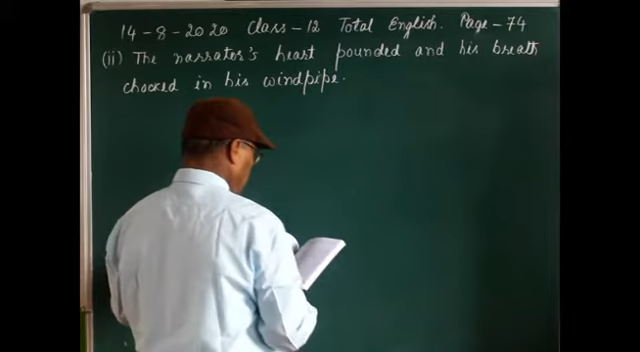 14-8-2020 Class-12 Total English. Page-74
(ii) The narrator's heart pounded and his breath
chocked in his windpipe.